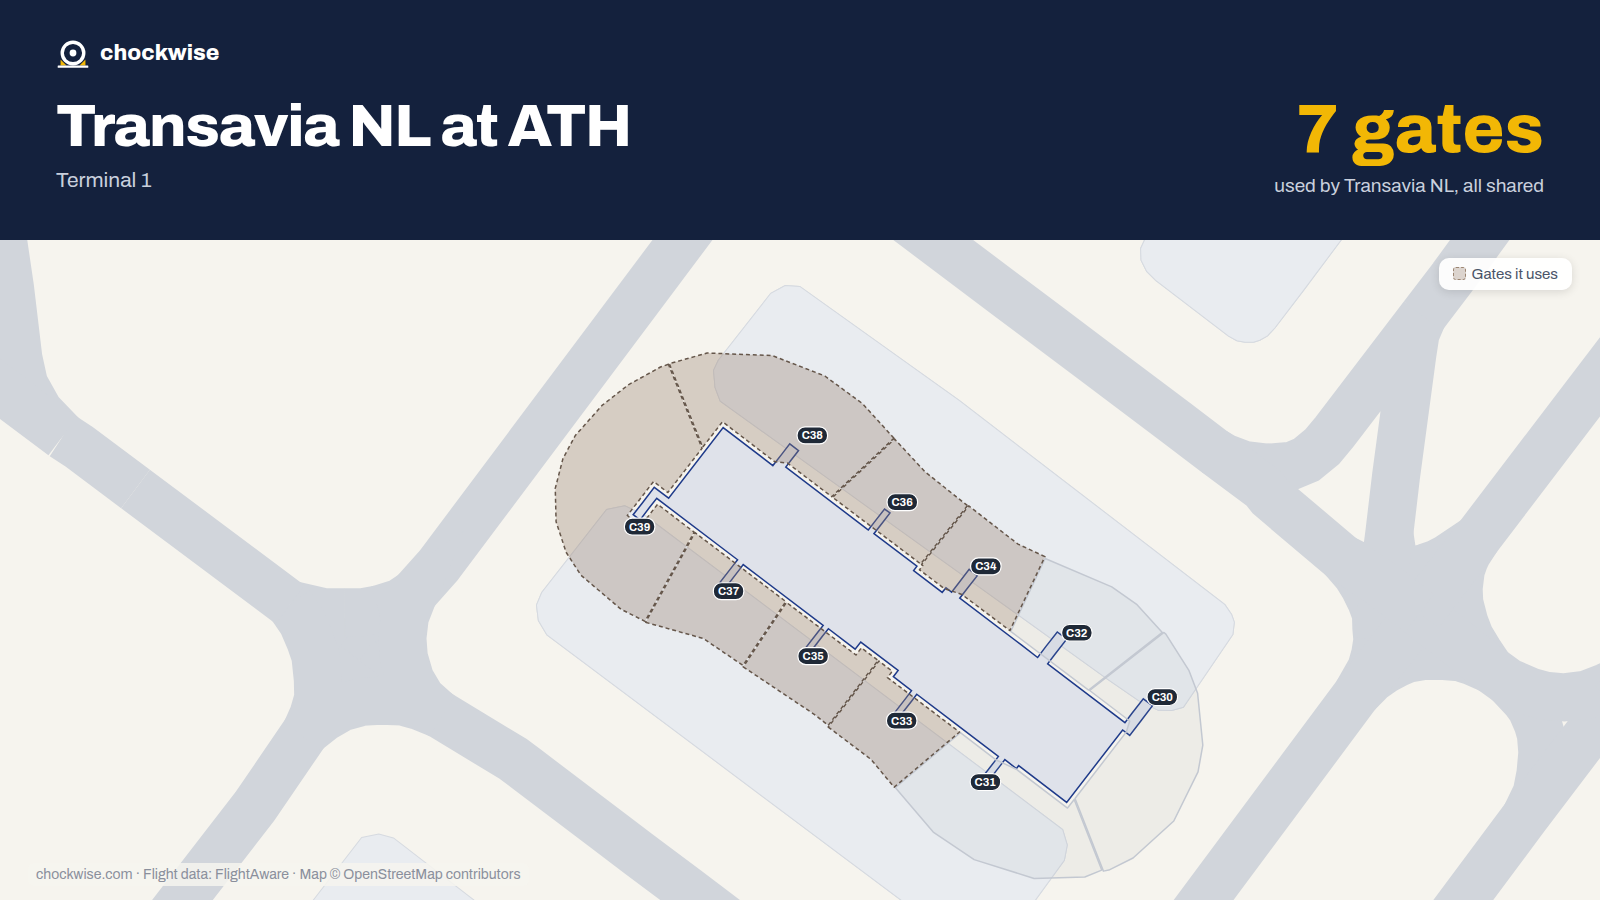 chockwise
Transavia NL at ATH
Terminal 1
7 gates
used by Transavia NL, all shared
Gates it uses
C38
C36
C39
C34
C37
C32
C35
C30
C33
C31
chockwise.com · Flight data: FlightAware · Map © OpenStreetMap contributors